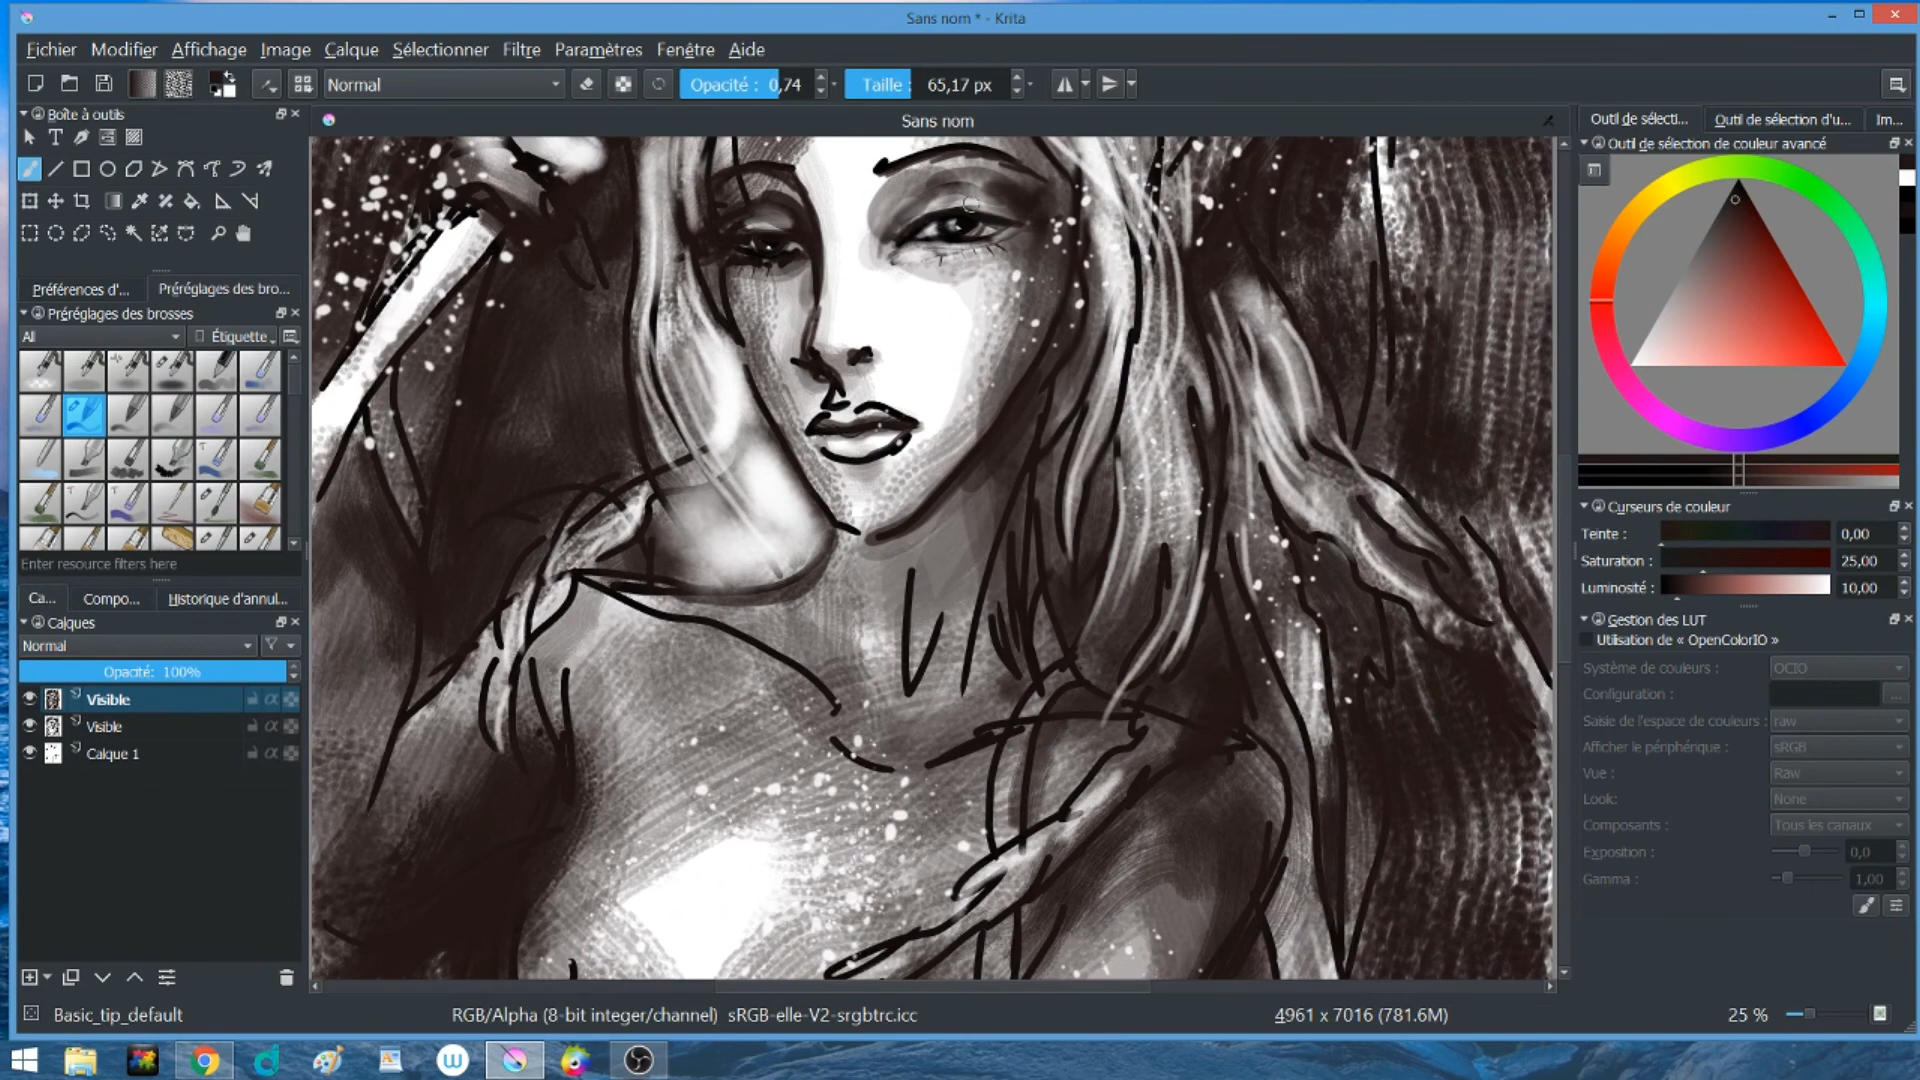 Sans nom * - Krita
Fichier Modifier Affichage Image Calque Sélectionner Filtre Paramètres Fenêtre Aide
Normal Opacité : 0,74 Taille : 65,17 px
Boîte à outils
Sans nom
Outil de sélecti... Outil de sélection d'u... Im...
Outil de sélection de couleur avancé
Préférences d'... Préréglages des bro...
Préréglages des brosses
All Étiquette
Enter resource filters here
Ca... Compo... Historique d'annul...
Calques
Normal
Opacité: 100%
Visible
Visible
Calque 1
Curseurs de couleur
Teinte : 0,00
Saturation : 25,00
Luminosité : 10,00
Gestion des LUT
Utilisation de « OpenColorIO »
Système de couleurs : OCIO
Configuration : ...
Saisie de l'espace de couleurs : raw
Afficher le périphérique : sRGB
Vue : Raw
Look: None
Composants : Tous les canaux
Exposition : 0,0
Gamma : 1,00
Basic_tip_default RGB/Alpha (8-bit integer/channel) sRGB-elle-V2-srgbtrc.icc 4961 x 7016 (781.6M) 25 %